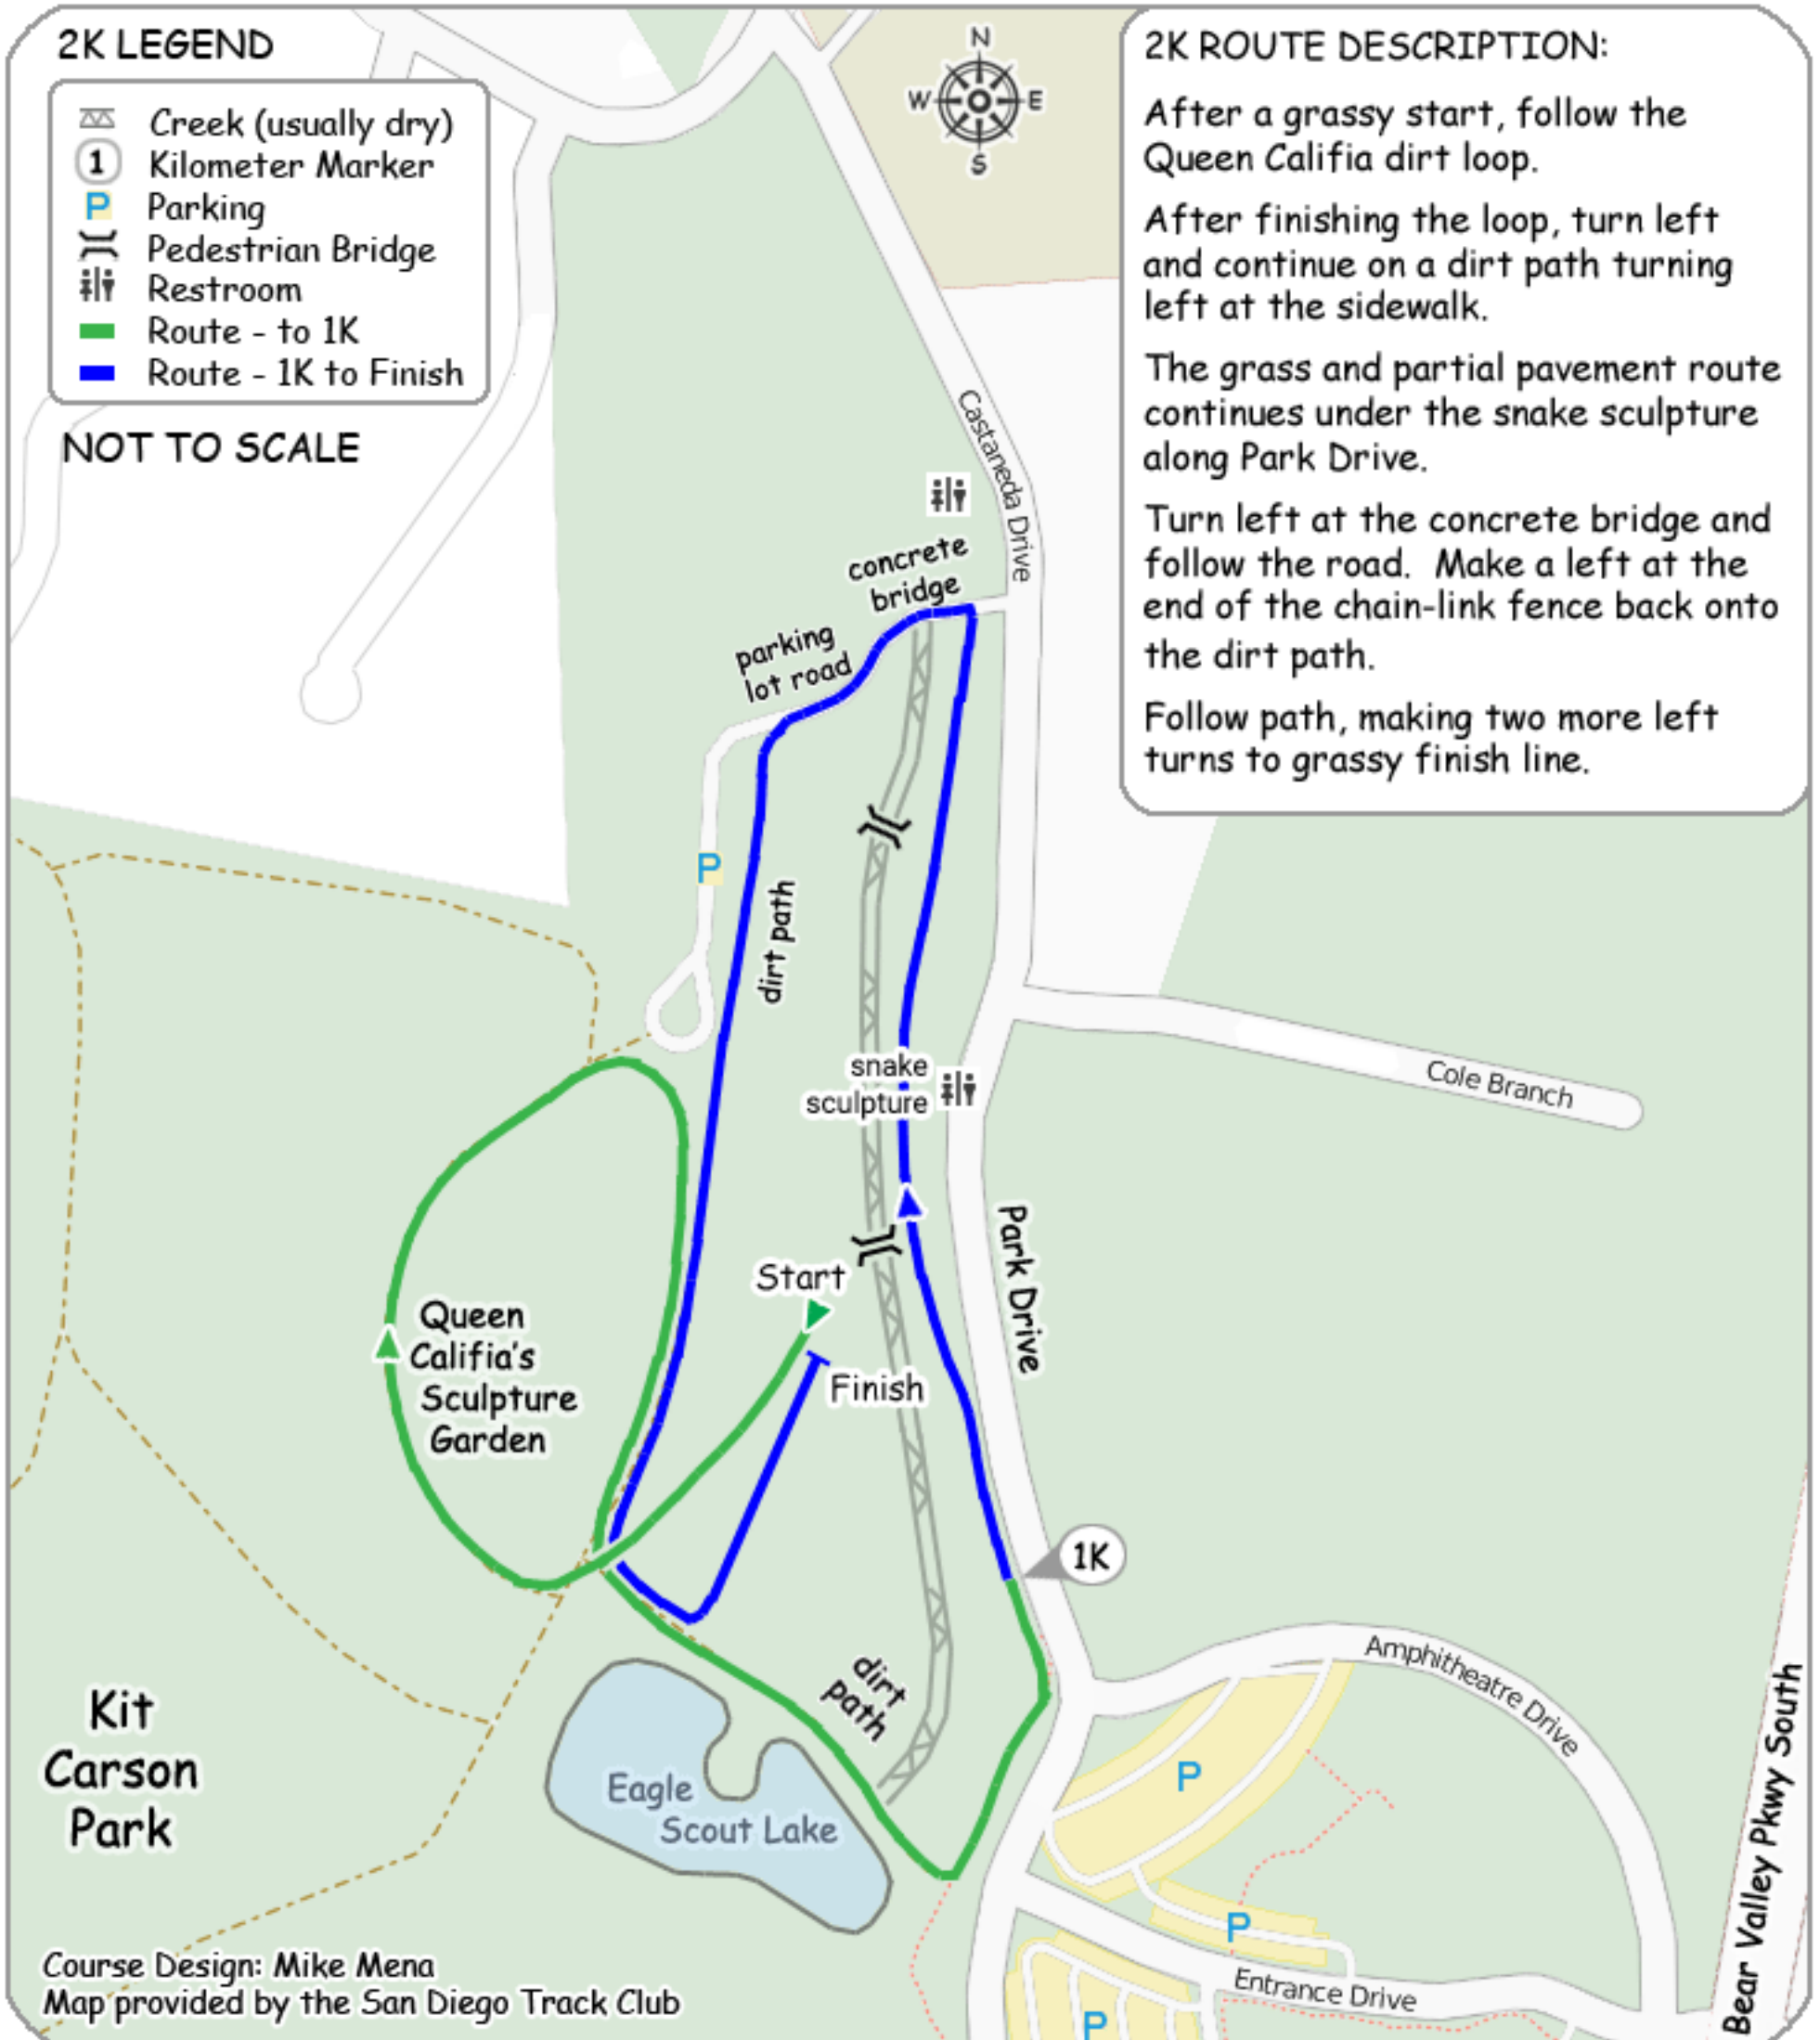 2K LEGEND
Creek (usually dry)
1
Kilometer Marker
P
Parking
Pedestrian Bridge
Restroom
Route - to 1K
Route - 1K to Finish
NOT TO SCALE
N
W
E
S
2K ROUTE DESCRIPTION:
After a grassy start, follow the
Queen Califia dirt loop.
After finishing the loop, turn left
and continue on a dirt path turning
left at the sidewalk.
The grass and partial pavement route
continues under the snake sculpture
along Park Drive.
Turn left at the concrete bridge and
follow the road.  Make a left at the
end of the chain-link fence back onto
the dirt path.
Follow path, making two more left
turns to grassy finish line.
Castaneda Drive
concrete
bridge
parking
lot road
P
dirt path
snake
sculpture
Cole Branch
Park Drive
Start
Finish
Queen
Califia's
Sculpture
Garden
1K
Amphitheatre Drive
dirt
path
Kit
Carson
Park
Eagle
Scout Lake
P
P
Entrance Drive
P
Bear Valley Pkwy South
Course Design: Mike Mena
Map provided by the San Diego Track Club